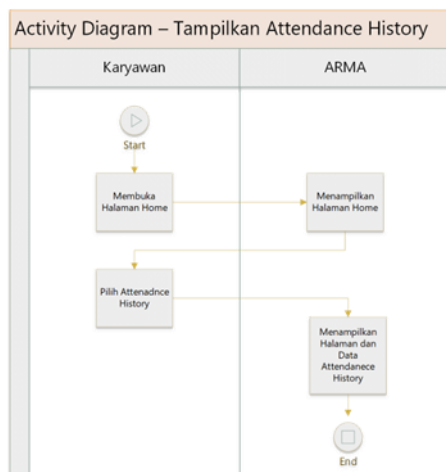 Activity Diagram – Tampilkan Attendance History
Karyawan
ARMA
Start
Membuka
Halaman Home
Menampilkan
Halaman Home
Pilih Attenadnce
History
Menampilkan
Halaman dan
Data
Attendanece
History
End